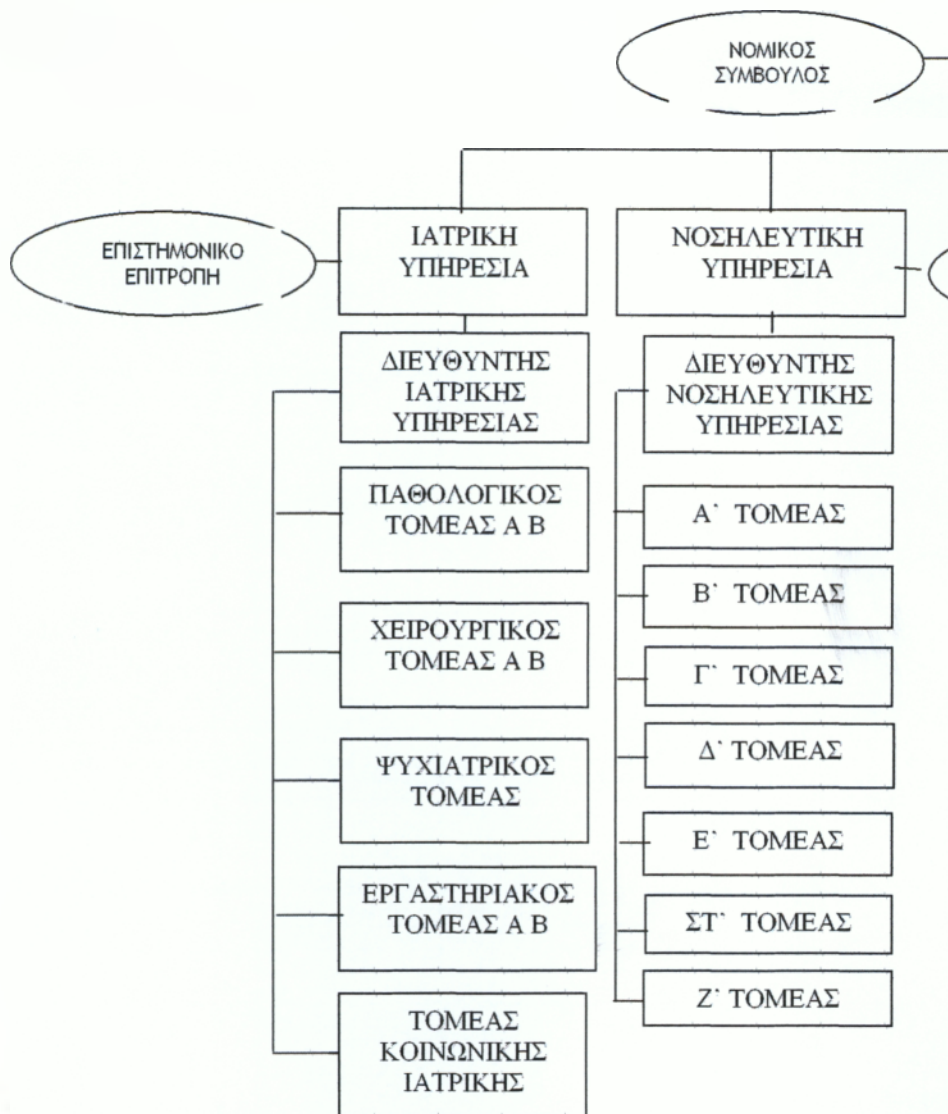 ΝΟΜΙΚΟΣ
ΣΥΜΒΟΥΛΟΣ
ΕΠΙΣΤΗΜΟΝΙΚΟ
ΕΠΙΤΡΟΠΗ
ΙΑΤΡΙΚΗ
ΥΠΗΡΕΣΙΑ
ΔΙΕΥΘΥΝΤΗΣ
ΙΑΤΡΙΚΗΣ
ΥΠΗΡΕΣΙΑΣ
ΠΑΘΟΛΟΓΙΚΟΣ
ΤΟΜΕΑΣ Α Β
ΧΕΙΡΟΥΡΓΙΚΟΣ
ΤΟΜΕΑΣ Α Β
ΨΥΧΙΑΤΡΙΚΟΣ
ΤΟΜΕΑΣ
ΕΡΓΑΣΤΗΡΙΑΚΟΣ
ΤΟΜΕΑΣ Α Β
ΤΟΜΕΑΣ
ΚΟΙΝΩΝΙΚΗΣ
ΙΑΤΡΙΚΗΣ
ΝΟΣΗΛΕΥΤΙΚΗ
ΥΠΗΡΕΣΙΑ
ΔΙΕΥΘΥΝΤΗΣ
ΝΟΣΗΛΕΥΤΙΚΗΣ
ΥΠΗΡΕΣΙΑΣ
Α᾽ ΤΟΜΕΑΣ
Β᾽ ΤΟΜΕΑΣ
Γ᾽ ΤΟΜΕΑΣ
Δ᾽ ΤΟΜΕΑΣ
Ε᾽ ΤΟΜΕΑΣ
ΣΤ᾽ ΤΟΜΕΑΣ
Ζ᾽ ΤΟΜΕΑΣ